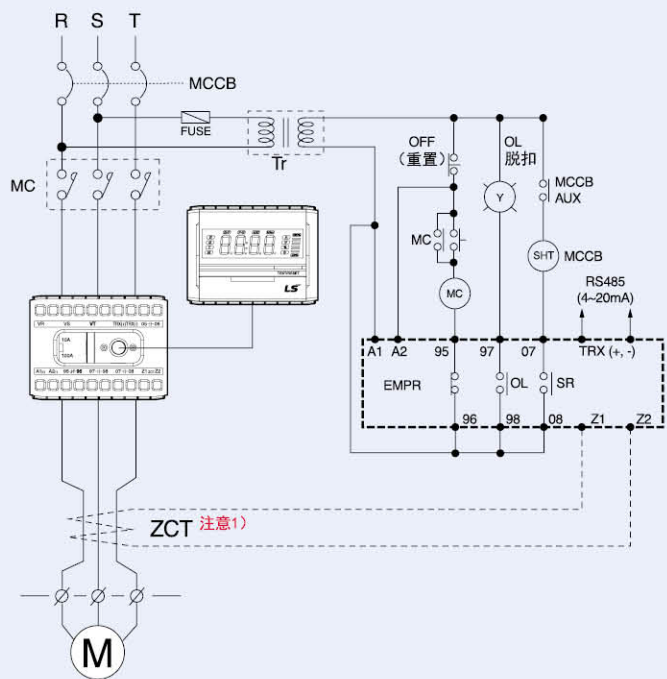 R S T
MCCB
FUSE
Tr
OFF
(重置)
OL
脱扣
MC
MCCB
AUX
Y
MC
SHT
MCCB
MC
RS485
(4~20mA)
LS
10A
100A
A1 A2 95 97 07 TRX (+, -)
EMPR
OL
SR
96 98 08 Z1 Z2
ZCT 注意1)
M